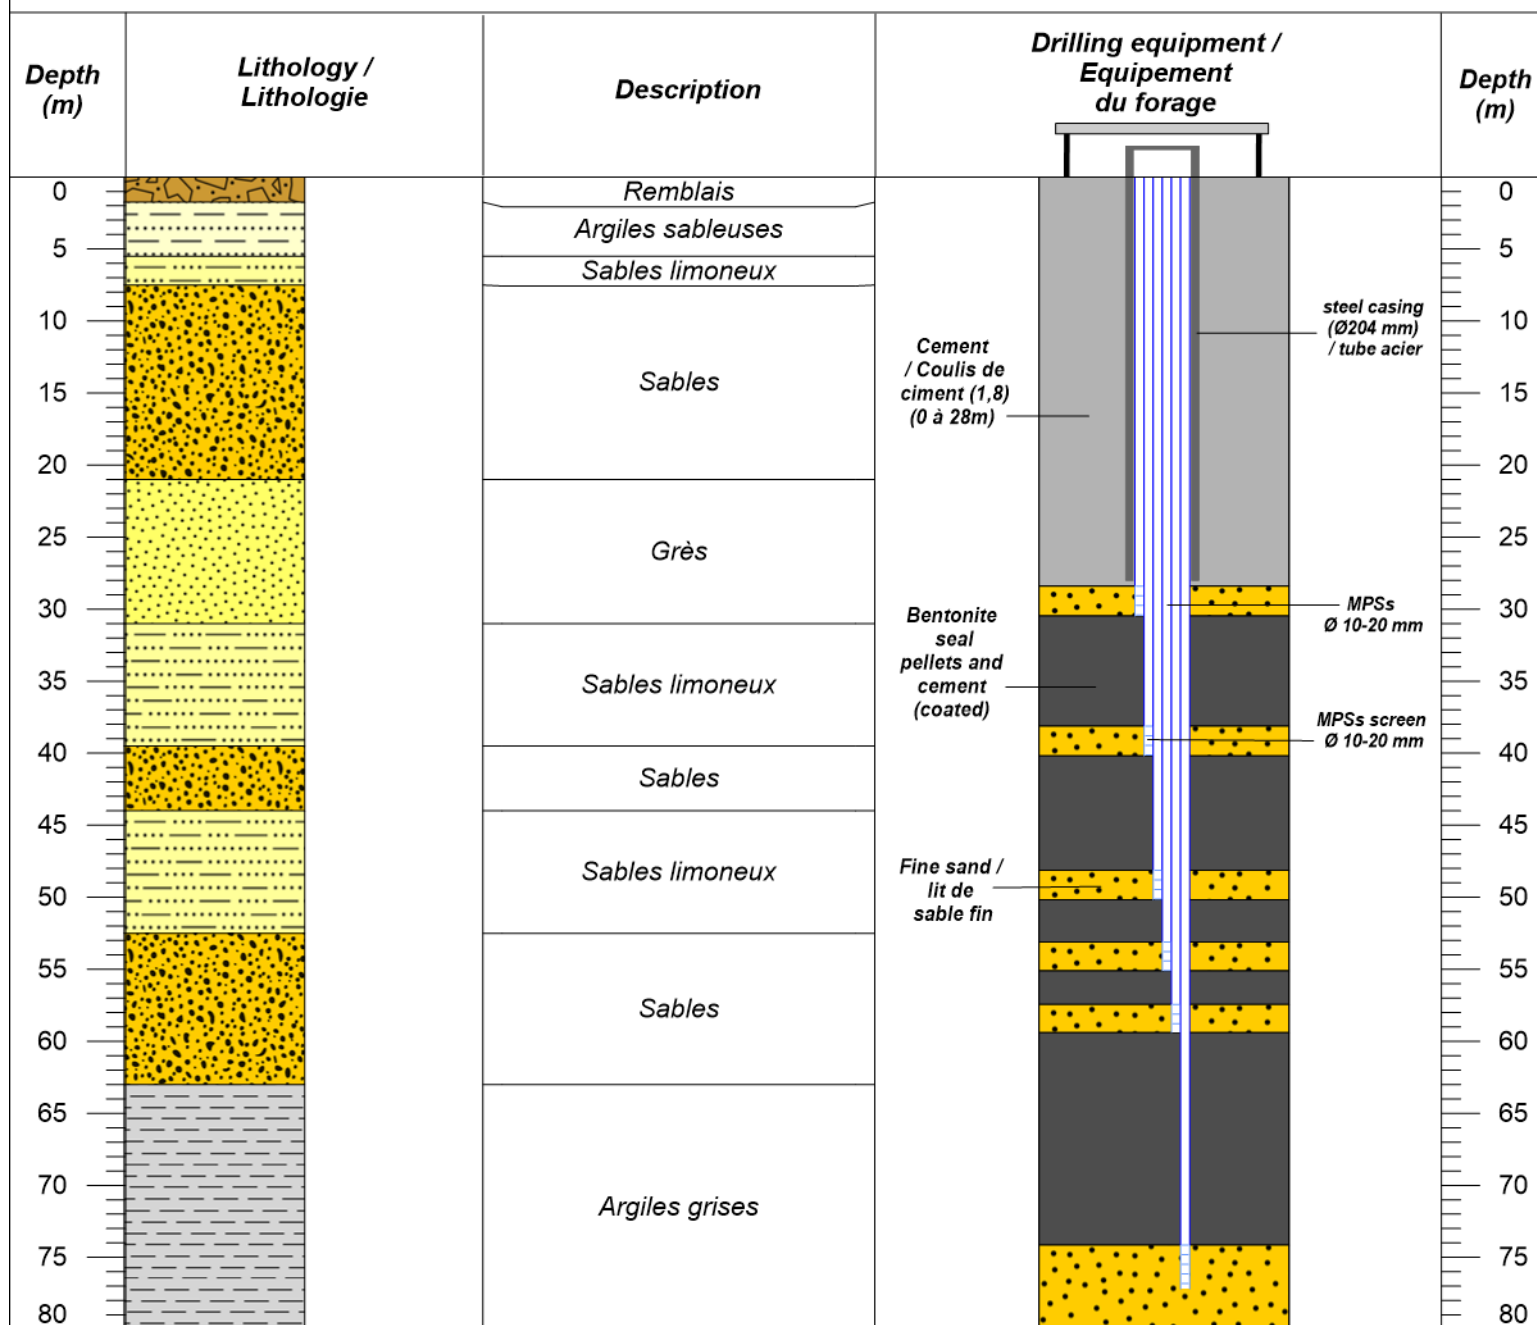 Depth
(m)
Lithology /
Lithologie
Description
Drilling equipment /
Equipement
du forage
Depth
(m)
0
5
10
15
20
25
30
35
40
45
50
55
60
65
70
75
80
Remblais
Argiles sableuses
Sables limoneux
Sables
Grès
Sables limoneux
Sables
Sables limoneux
Sables
Argiles grises
Cement
/ Coulis de
ciment (1,8)
(0 à 28m)
Bentonite
seal
pellets and
cement
(coated)
Fine sand /
lit de
sable fin
steel casing
(Ø204 mm)
/ tube acier
MPSs
Ø 10-20 mm
MPSs screen
Ø 10-20 mm
0
5
10
15
20
25
30
35
40
45
50
55
60
65
70
75
80